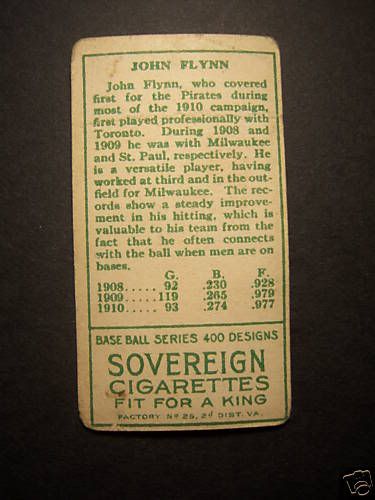 JOHN FLYNN
John Flynn, who covered
first for the Pirates during
most of the 1910 campaign,
first played professionally with
Toronto. During 1908 and
1909 he was with Milwaukee
and St. Paul, respectively. He
is a versatile player, having
worked at third and in the out-
field for Milwaukee. The rec-
ords show a steady improve-
ment in his hitting, which is
valuable to his team from the
fact that he often connects
with the ball when men are on
bases.
G. B. F.
1908..... 92 .230 .928
1909.....119 .265 .979
1910..... 93 .274 .977
BASE BALL SERIES 400 DESIGNS
SOVEREIGN
CIGARETTES
FIT FOR A KING
FACTORY Nº 25, 2d DIST. VA.